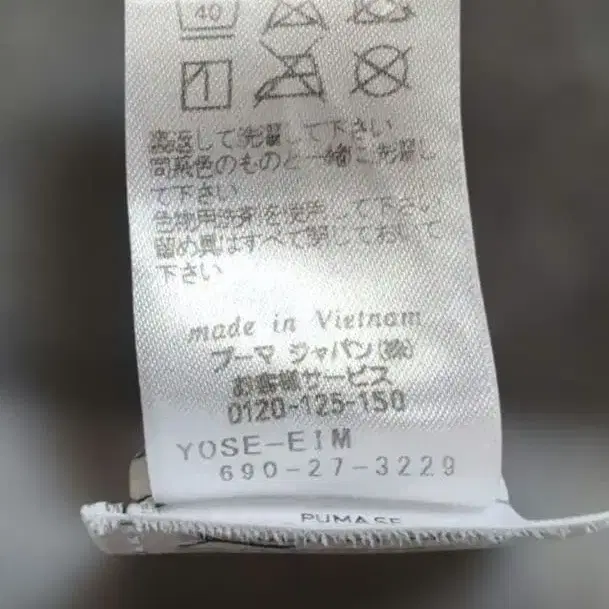 40
1
裏返して洗濯して下さい
同系色のものと一緒に洗濯し
て下さい
色物用洗剤を使用しておいて
留め具はすべて閉じておいて
下さい
made in Vietnam
プーマ ジャパン(株)
お客様サービス
0120-125-150
YOSE-EIM
690-27-3229
PUMA SE